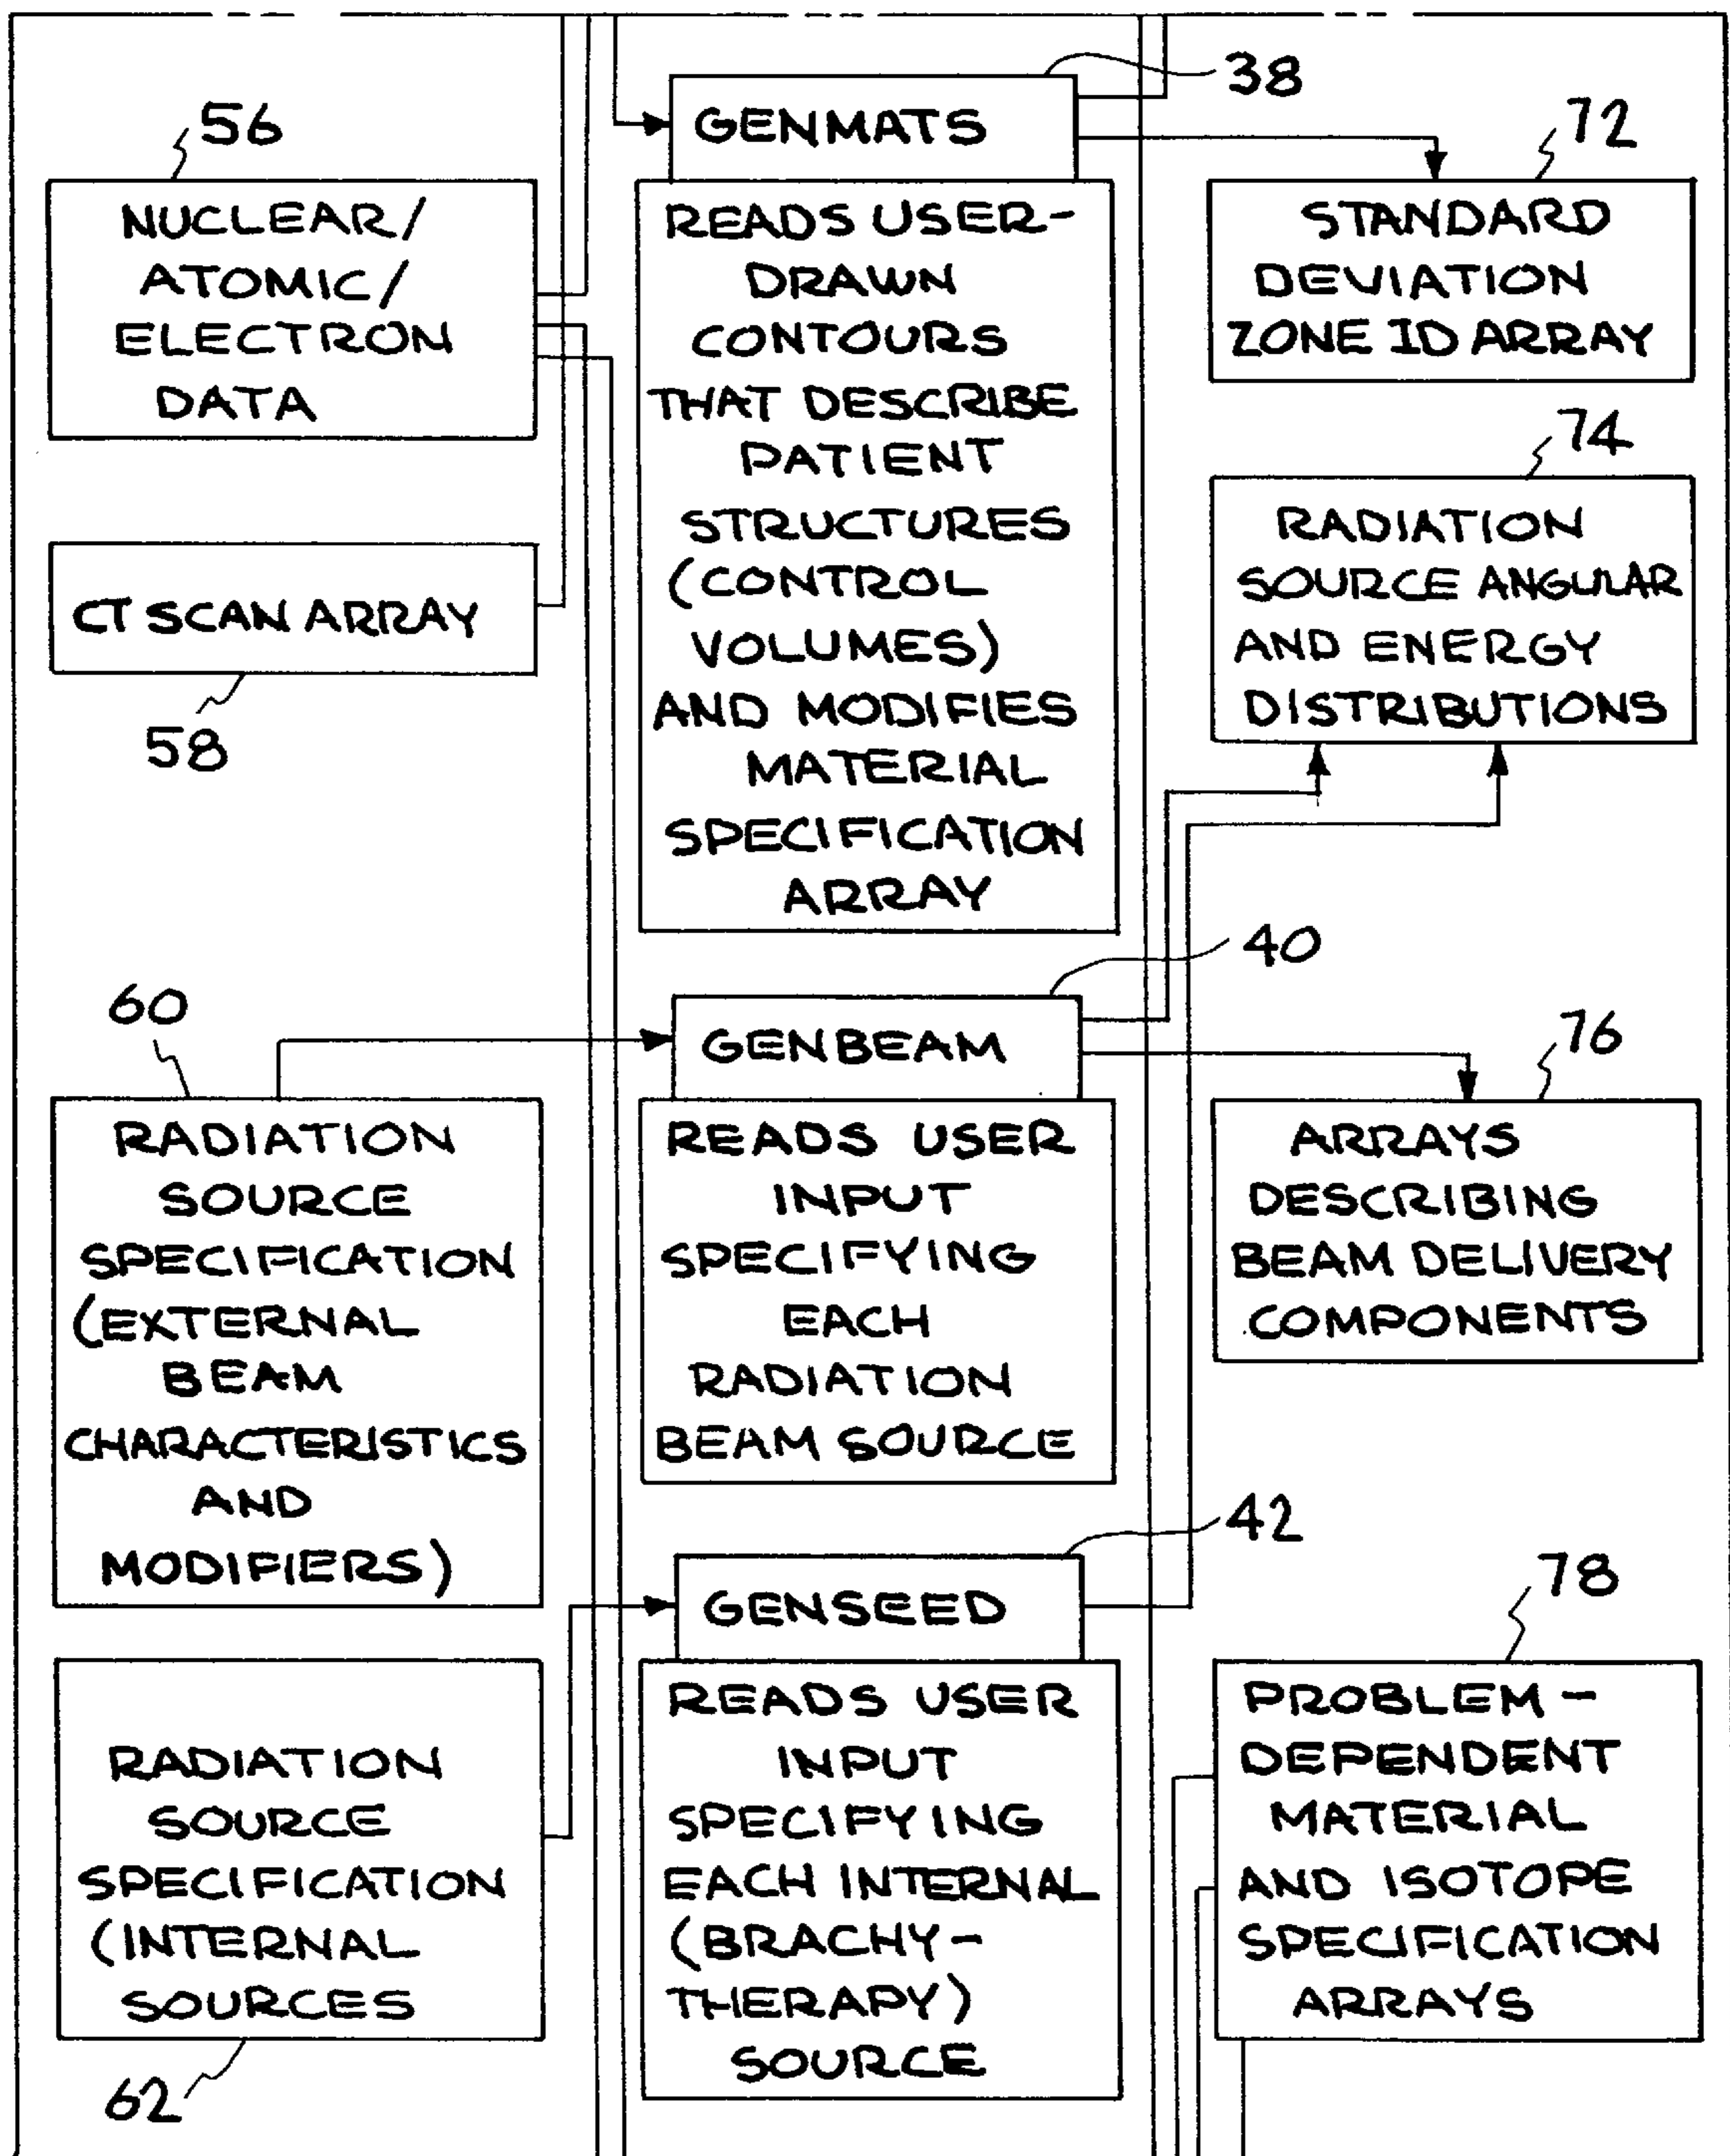 38
GENMATS
56
72
NUCLEAR/
ATOMIC/
ELECTRON
DATA
READS USER-
DRAWN
CONTOURS
THAT DESCRIBE
PATIENT
STRUCTURES
(CONTROL
VOLUMES)
AND MODIFIES
MATERIAL
SPECIFICATION
ARRAY
STANDARD
DEVIATION
ZONE ID ARRAY
74
RADIATION
SOURCE ANGULAR
AND ENERGY
DISTRIBUTIONS
CT SCAN ARRAY
58
40
60
GENBEAM
76
RADIATION
SOURCE
SPECIFICATION
(EXTERNAL
BEAM
CHARACTERISTICS
AND
MODIFIERS)
READS USER
INPUT
SPECIFYING
EACH
RADIATION
BEAM SOURCE
ARRAYS
DESCRIBING
BEAM DELIVERY
COMPONENTS
42
GENSEED
78
RADIATION
SOURCE
SPECIFICATION
(INTERNAL
SOURCES
62
READS USER
INPUT
SPECIFYING
EACH INTERNAL
(BRACHY-
THERAPY)
SOURCE
PROBLEM-
DEPENDENT
MATERIAL
AND ISOTOPE
SPECIFICATION
ARRAYS